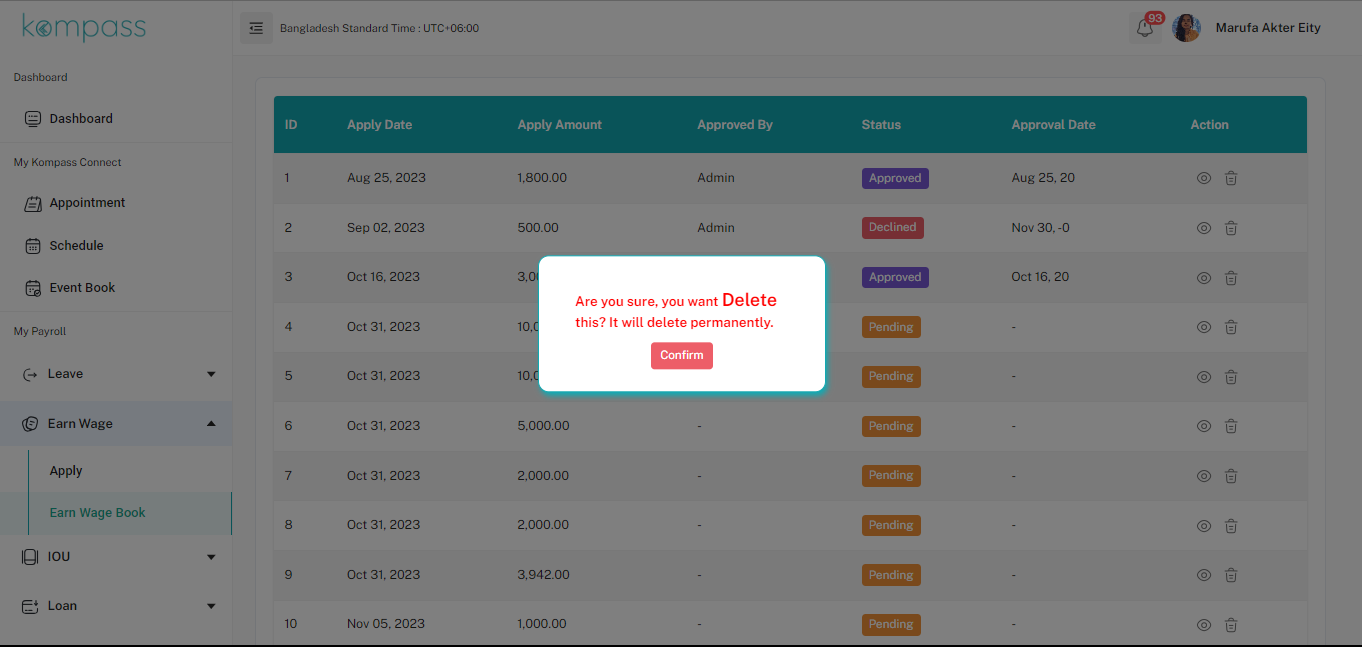 kompass
Bangladesh Standard Time : UTC+06:00
93
Marufa Akter Eity
Dashboard
Dashboard
My Kompass Connect
Appointment
Schedule
Event Book
My Payroll
Leave
Earn Wage
Apply
Earn Wage Book
IOU
Loan
ID Apply Date Apply Amount Approved By Status Approval Date Action
1 Aug 25, 2023 1,800.00 Admin Approved Aug 25, 20
2 Sep 02, 2023 500.00 Admin Declined Nov 30, -0
3 Oct 16, 2023 3,0 Approved Oct 16, 20
4 Oct 31, 2023 10,0 Pending -
5 Oct 31, 2023 10,0 Pending -
6 Oct 31, 2023 5,000.00 - Pending -
7 Oct 31, 2023 2,000.00 - Pending -
8 Oct 31, 2023 2,000.00 - Pending -
9 Oct 31, 2023 3,942.00 - Pending -
10 Nov 05, 2023 1,000.00 - Pending -
Are you sure, you want Delete
this? It will delete permanently.
Confirm